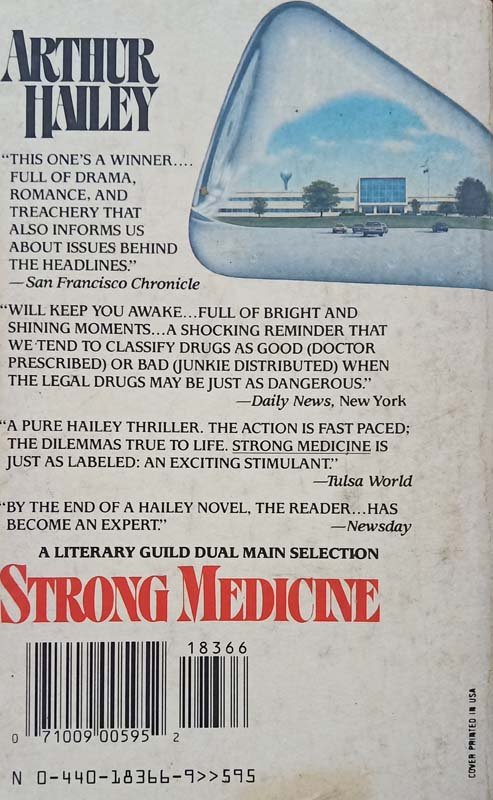 ARTHUR
HAILEY
“THIS ONE’S A WINNER....
FULL OF DRAMA,
ROMANCE, AND
TREACHERY THAT
ALSO INFORMS US
ABOUT ISSUES BEHIND
THE HEADLINES.”
—San Francisco Chronicle
“WILL KEEP YOU AWAKE...FULL OF BRIGHT AND
SHINING MOMENTS...A SHOCKING REMINDER THAT
WE TEND TO CLASSIFY DRUGS AS GOOD (DOCTOR
PRESCRIBED) OR BAD (JUNKIE DISTRIBUTED) WHEN
THE LEGAL DRUGS MAY BE JUST AS DANGEROUS.”
—Daily News, New York
“A PURE HAILEY THRILLER. THE ACTION IS FAST PACED;
THE DILEMMAS TRUE TO LIFE. STRONG MEDICINE IS
JUST AS LABELED: AN EXCITING STIMULANT.”
—Tulsa World
“BY THE END OF A HAILEY NOVEL, THE READER...HAS
BECOME AN EXPERT.” —Newsday
A LITERARY GUILD DUAL MAIN SELECTION
STRONG MEDICINE
18366
0 71009 00595 2
N 0-440-18366-9>>595
COVER PRINTED IN USA